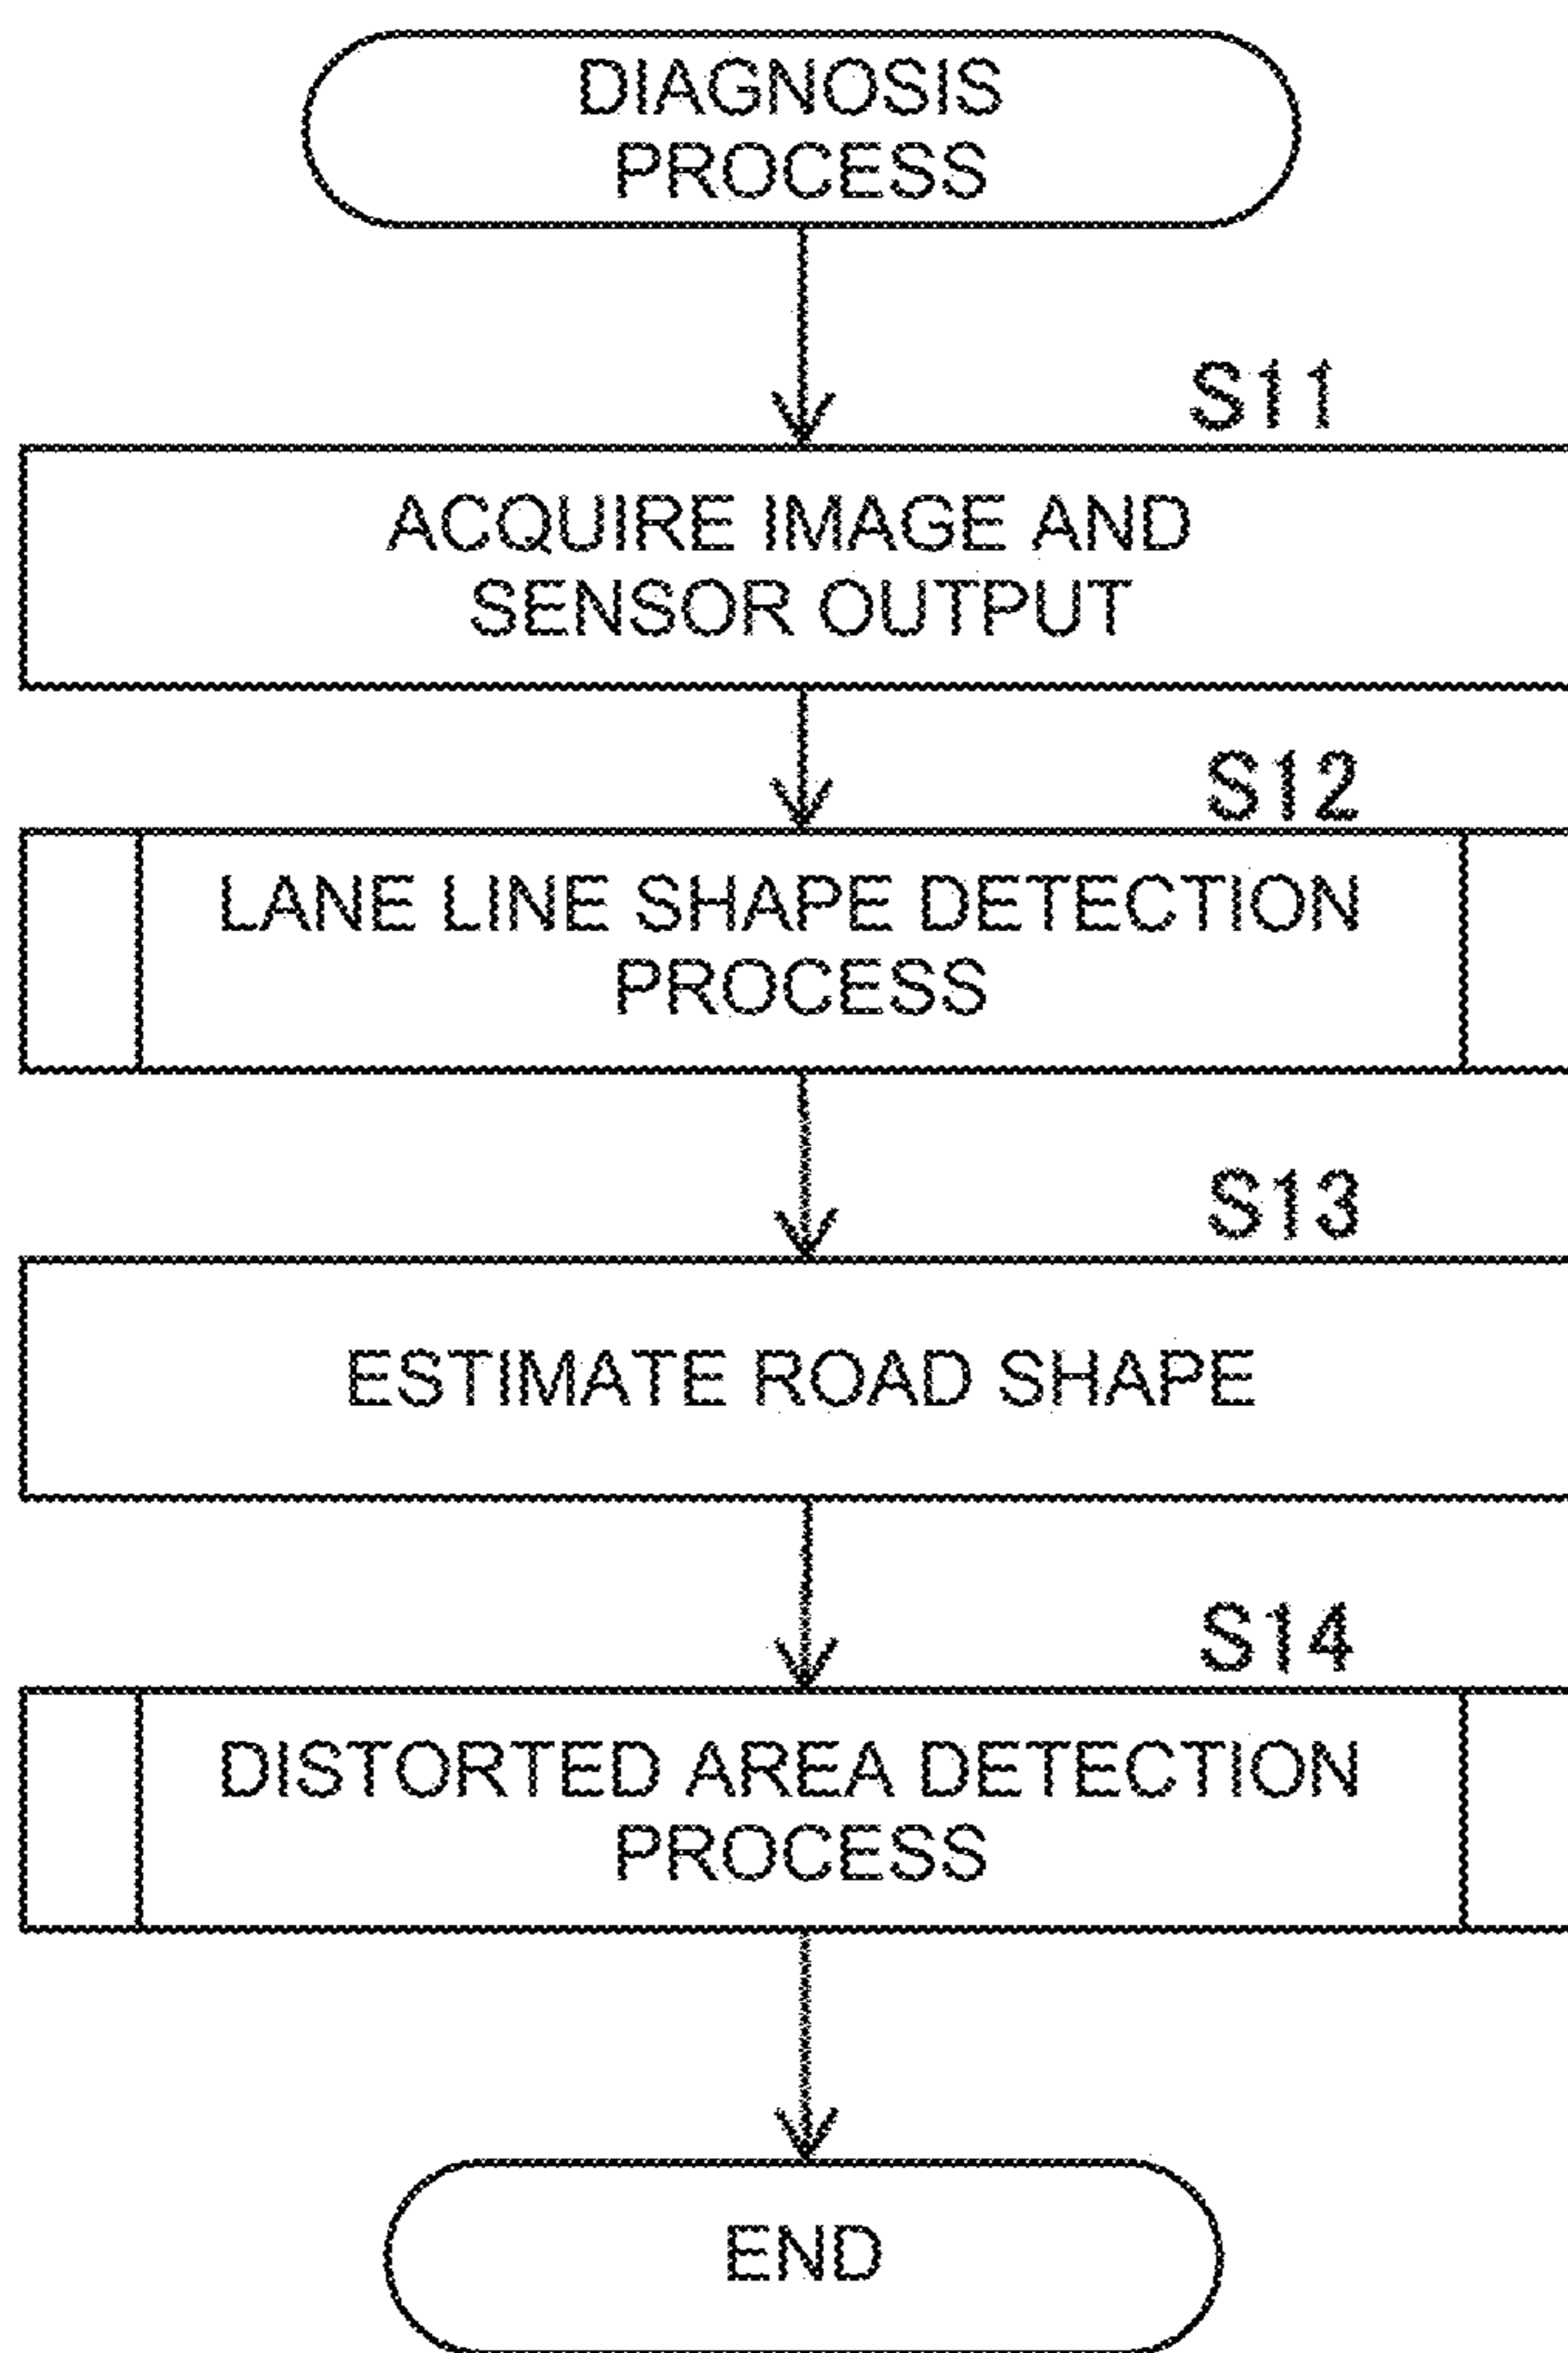 DIAGNOSIS
PROCESS
S11
ACQUIRE IMAGE AND
SENSOR OUTPUT
S12
LANE LINE SHAPE DETECTION
PROCESS
S13
ESTIMATE ROAD SHAPE
S14
DISTORTED AREA DETECTION
PROCESS
END